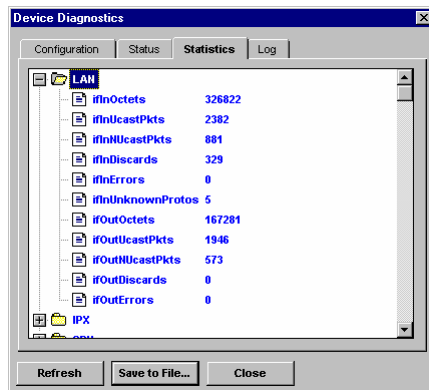 Device Diagnostics
Configuration Status Statistics Log
LAN
ifInOctets 326822
ifInUcastPkts 2382
ifInNUcastPkts 881
ifInDiscards 329
ifInErrors 0
ifInUnknownProtos 5
ifOutOctets 167281
ifOutUcastPkts 1946
ifOutNUcastPkts 573
ifOutDiscards 0
ifOutErrors 0
IPX
Refresh Save to File... Close